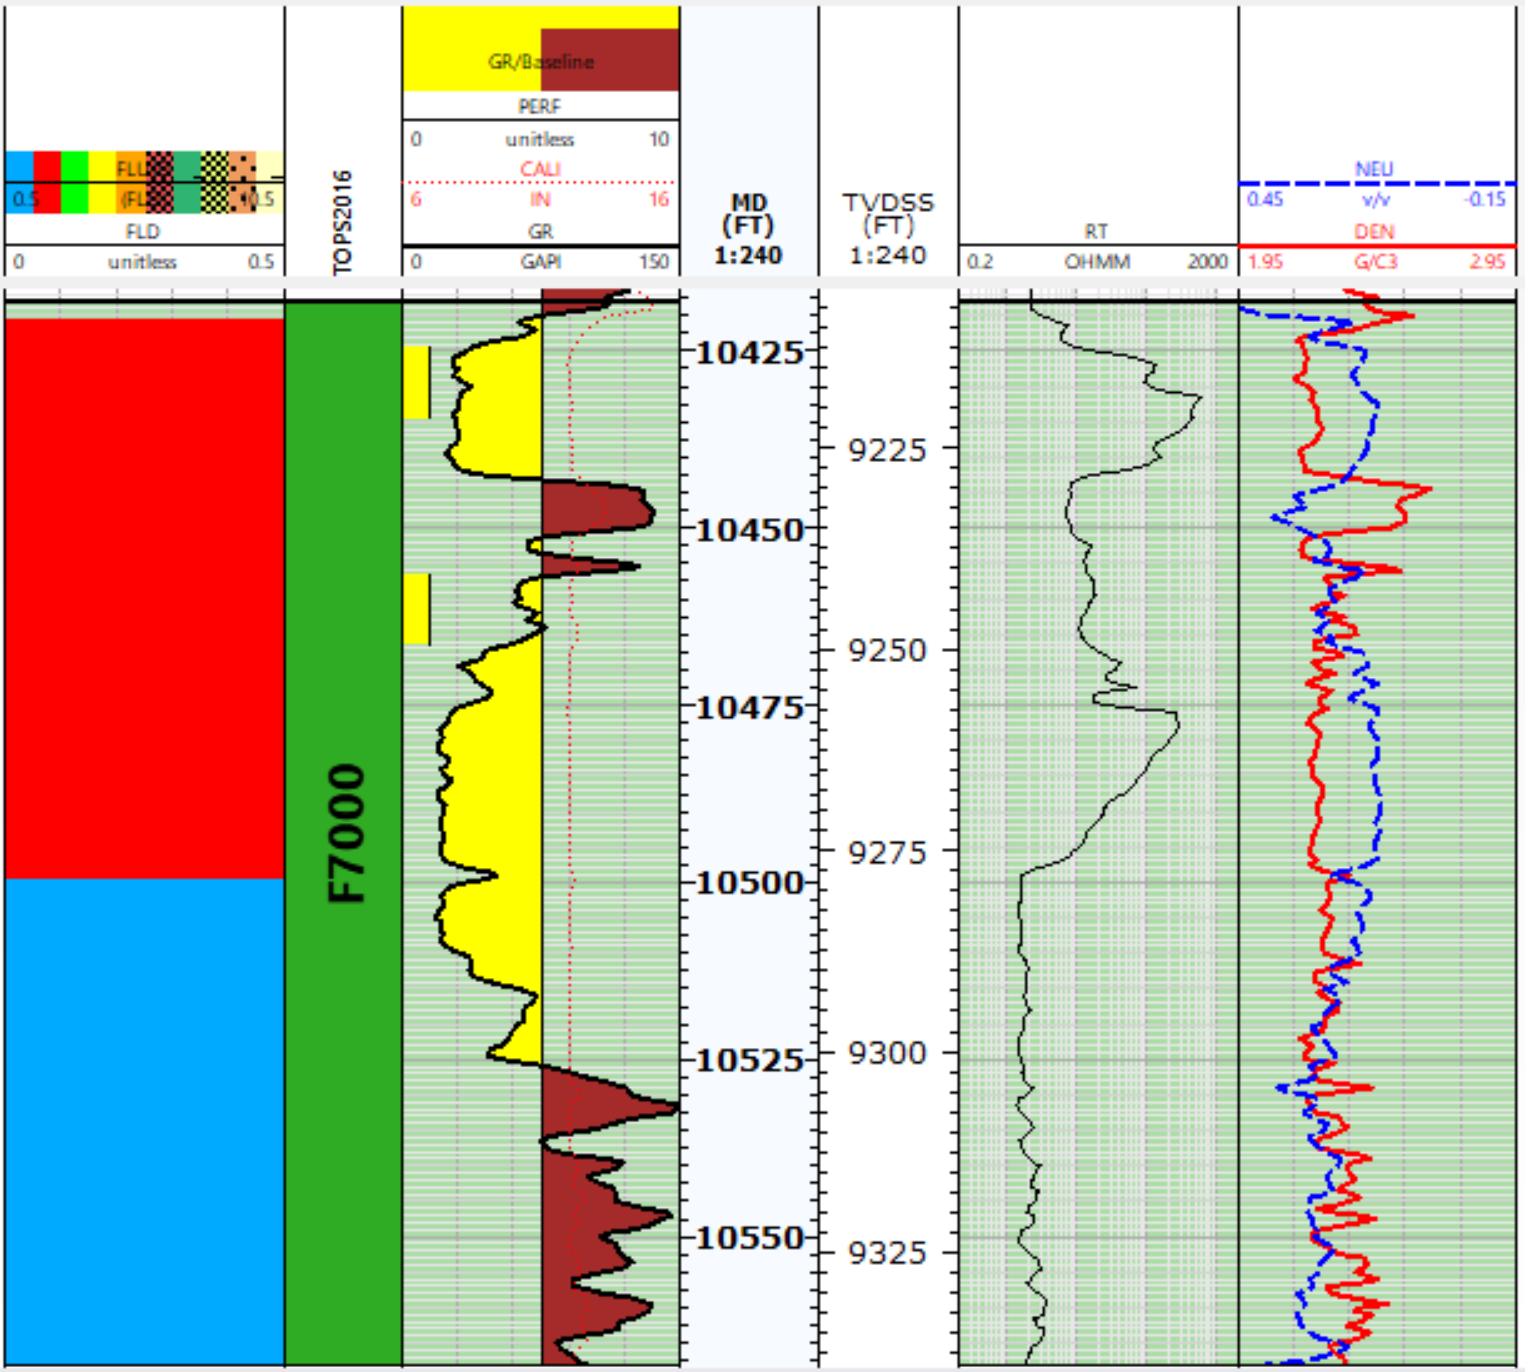 FLL
0.5 (FL 0.5
FLD
0 unitless 0.5
TOPS2016
GR/Baseline
PERF
0 unitless 10
CALI
6 IN 16
GR
0 GAPI 150
MD
(FT)
1:240
TVDSS
(FT)
1:240
RT
0.2 OHMM 2000
NEU
0.45 v/v -0.15
DEN
1.95 G/C3 2.95
F7000
10425
10450
10475
10500
10525
10550
9225
9250
9275
9300
9325